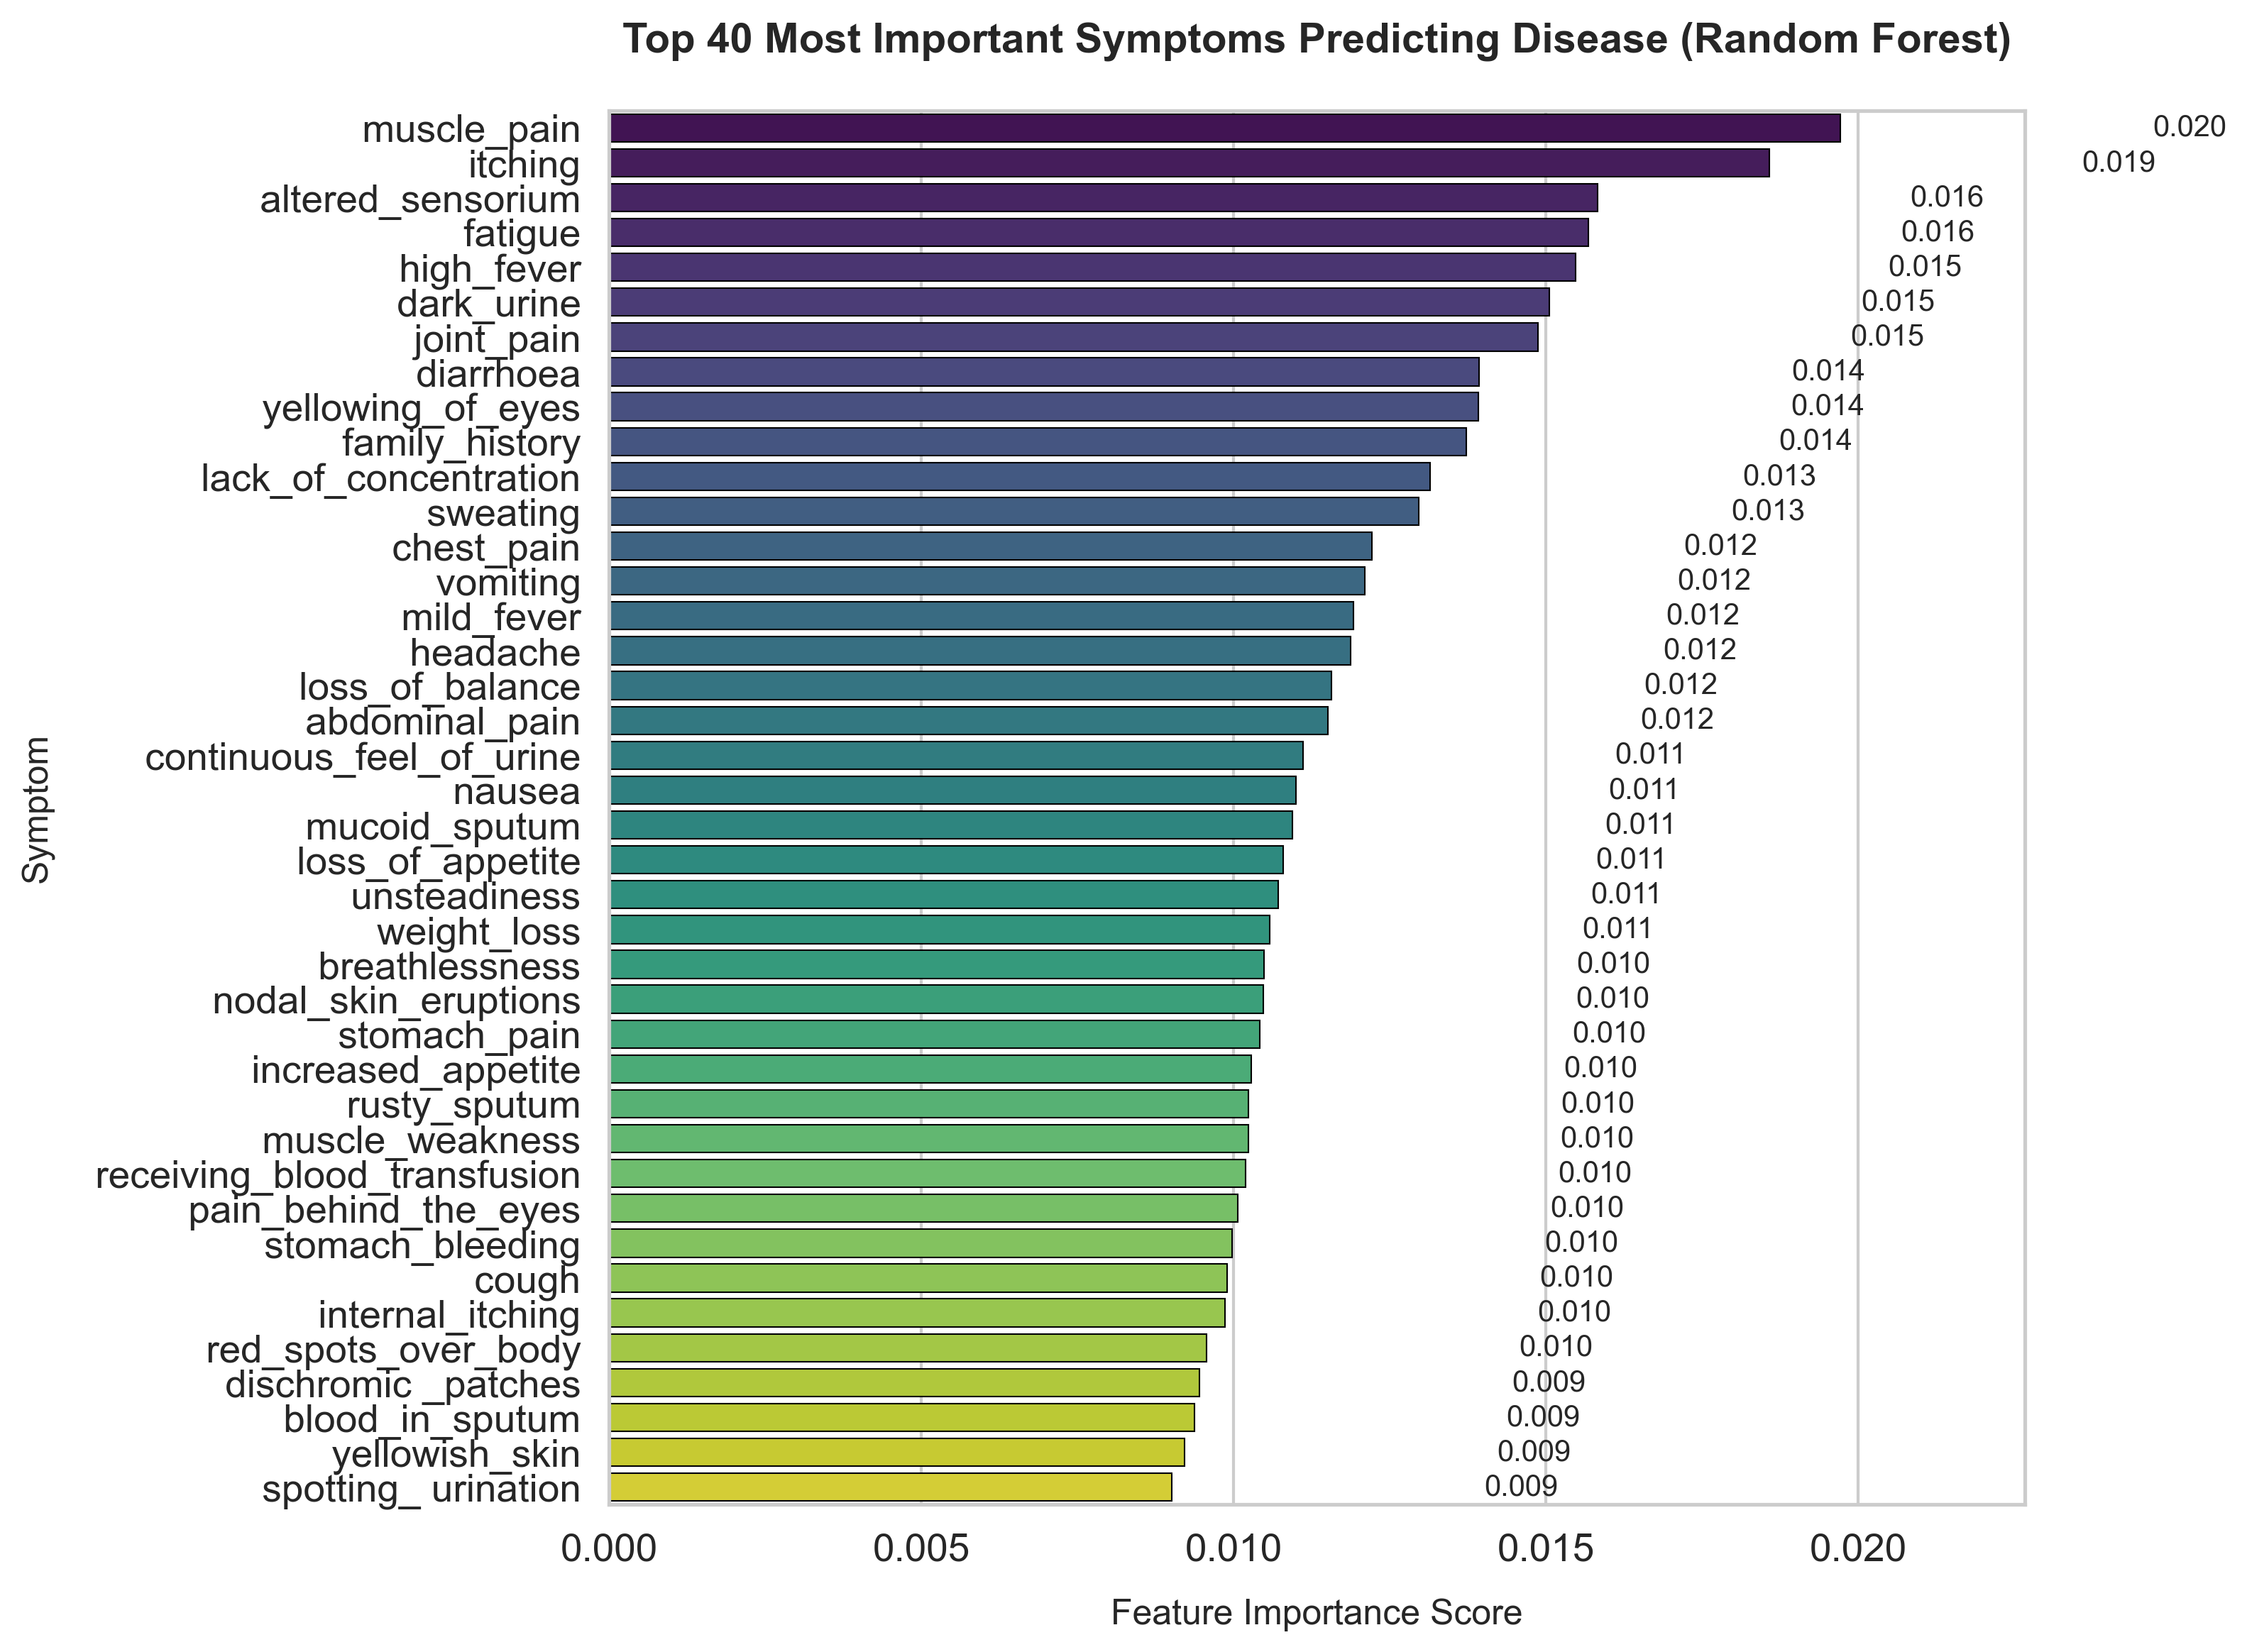 Top 40 Most Important Symptoms Predicting Disease (Random Forest)
muscle_pain 0.020
itching 0.019
altered_sensorium 0.016
fatigue 0.016
high_fever 0.015
dark_urine 0.015
joint_pain 0.015
diarrhoea 0.014
yellowing_of_eyes 0.014
family_history 0.014
lack_of_concentration 0.013
sweating 0.013
chest_pain 0.012
vomiting 0.012
mild_fever 0.012
headache 0.012
loss_of_balance 0.012
abdominal_pain 0.012
continuous_feel_of_urine 0.011
nausea 0.011
mucoid_sputum 0.011
loss_of_appetite 0.011
unsteadiness 0.011
weight_loss 0.011
breathlessness 0.010
nodal_skin_eruptions 0.010
stomach_pain 0.010
increased_appetite 0.010
rusty_sputum 0.010
muscle_weakness 0.010
receiving_blood_transfusion 0.010
pain_behind_the_eyes 0.010
stomach_bleeding 0.010
cough 0.010
internal_itching 0.010
red_spots_over_body 0.010
dischromic _patches 0.009
blood_in_sputum 0.009
yellowish_skin 0.009
spotting_ urination 0.009
0.000 0.005 0.010 0.015 0.020
Feature Importance Score
Symptom